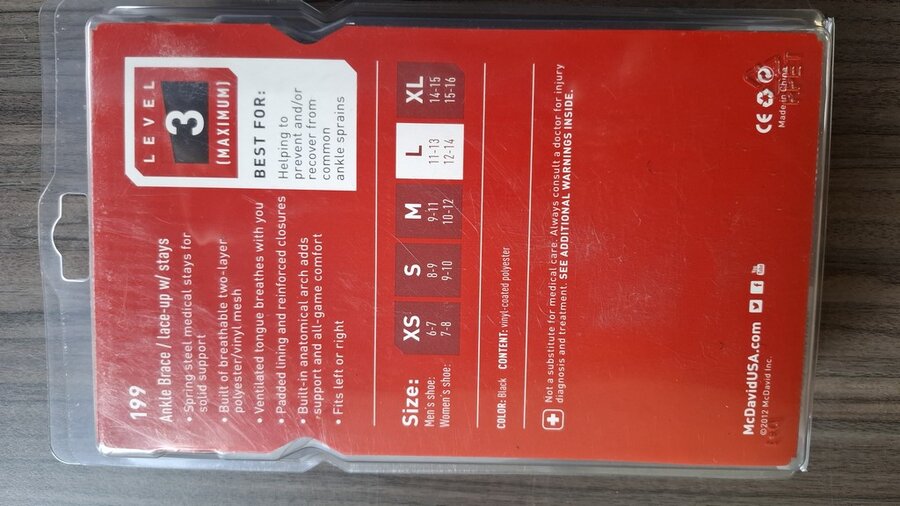 199
Ankle Brace / lace-up w/ stays
• Spring steel medical stays for
solid support
• Built of breathable two-layer
polyester/vinyl mesh
• Ventilated tongue breathes with you
• Padded lining and reinforced closures
• Built-in anatomical arch adds
support and all-game comfort
• Fits left or right
LEVEL
3
(MAXIMUM)
BEST FOR:
Helping to
prevent and/or
recover from
common
ankle sprains
Size: XS S M L XL
Men's shoe: 6-7 8-9 9-11 11-13 14-15
Women's shoe: 7-8 9-10 10-12 12-14 15-16
COLOR: Black CONTENT: vinyl-coated polyester
Not a substitute for medical care. Always consult a doctor for injury
diagnosis and treatment. SEE ADDITIONAL WARNINGS INSIDE.
McDavidUSA.com
©2012 McDavid Inc.
CE
Made in China